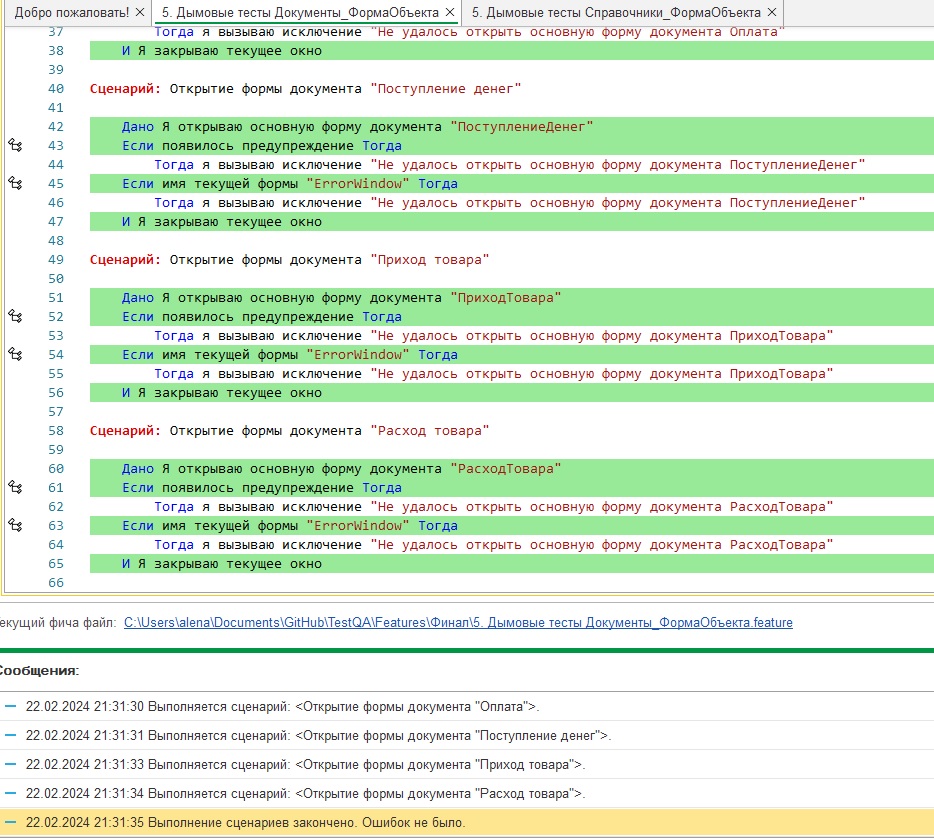 Добро пожаловать! × 5. Дымовые тесты Документы_ФормаОбъекта × 5. Дымовые тесты Справочники_ФормаОбъекта ×
37 Тогда я вызываю исключение "Не удалось открыть основную форму документа Оплата"
38 И Я закрываю текущее окно
39
40 Сценарий: Открытие формы документа "Поступление денег"
41
42 Дано Я открываю основную форму документа "ПоступлениеДенег"
43 Если появилось предупреждение Тогда
44 Тогда я вызываю исключение "Не удалось открыть основную форму документа ПоступлениеДенег"
45 Если имя текущей формы "ErrorWindow" Тогда
46 Тогда я вызываю исключение "Не удалось открыть основную форму документа ПоступлениеДенег"
47 И Я закрываю текущее окно
48
49 Сценарий: Открытие формы документа "Приход товара"
50
51 Дано Я открываю основную форму документа "ПриходТовара"
52 Если появилось предупреждение Тогда
53 Тогда я вызываю исключение "Не удалось открыть основную форму документа ПриходТовара"
54 Если имя текущей формы "ErrorWindow" Тогда
55 Тогда я вызываю исключение "Не удалось открыть основную форму документа ПриходТовара"
56 И Я закрываю текущее окно
57
58 Сценарий: Открытие формы документа "Расход товара"
59
60 Дано Я открываю основную форму документа "РасходТовара"
61 Если появилось предупреждение Тогда
62 Тогда я вызываю исключение "Не удалось открыть основную форму документа РасходТовара"
63 Если имя текущей формы "ErrorWindow" Тогда
64 Тогда я вызываю исключение "Не удалось открыть основную форму документа РасходТовара"
65 И Я закрываю текущее окно
66
екущий фича файл: C:\Users\alena\Documents\GitHub\TestQA\Features\Финал\5. Дымовые тесты Документы_ФормаОбъекта.feature
Сообщения:
22.02.2024 21:31:30 Выполняется сценарий: <Открытие формы документа "Оплата">.
22.02.2024 21:31:31 Выполняется сценарий: <Открытие формы документа "Поступление денег">.
22.02.2024 21:31:33 Выполняется сценарий: <Открытие формы документа "Приход товара">.
22.02.2024 21:31:34 Выполняется сценарий: <Открытие формы документа "Расход товара">.
22.02.2024 21:31:35 Выполнение сценариев закончено. Ошибок не было.